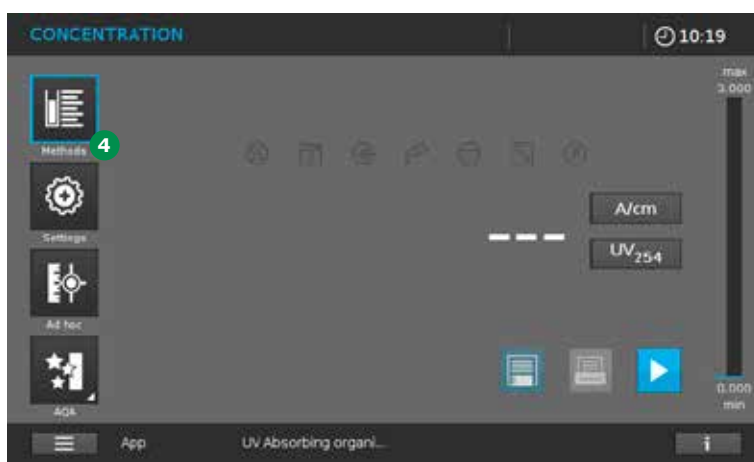 CONCENTRATION
10:19
max
3.000
Methods
4
Settings
A/cm
UV254
Ad hoc
AQA
0.000
min
App
UV Absorbing organi...
i